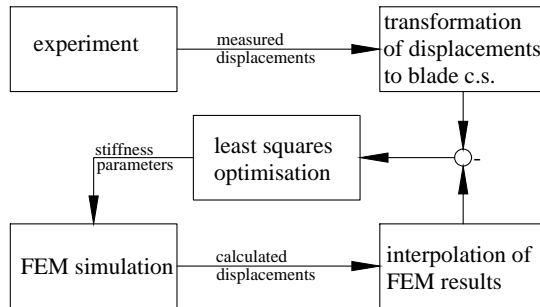 experiment
measured
displacements
transformation
of displacements
to blade c.s.
stiffness
parameters
least squares
optimisation
-
FEM simulation
calculated
displacements
interpolation of
FEM results